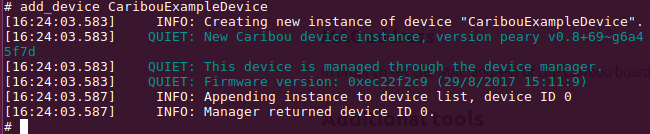 # add_device CaribouExampleDevice
[16:24:03.583]     INFO: Creating new instance of device "CaribouExampleDevice".
[16:24:03.583]    QUIET: New Caribou device instance, version peary v0.8+69~g6a4
5f7d
[16:24:03.583]    QUIET: This device is managed through the device manager.
[16:24:03.583]    QUIET: Firmware version: 0xec22f2c9 (29/8/2017 15:11:9)
[16:24:03.587]     INFO: Appending instance to device list, device ID 0
[16:24:03.587]     INFO: Manager returned device ID 0.
#
Additional tools